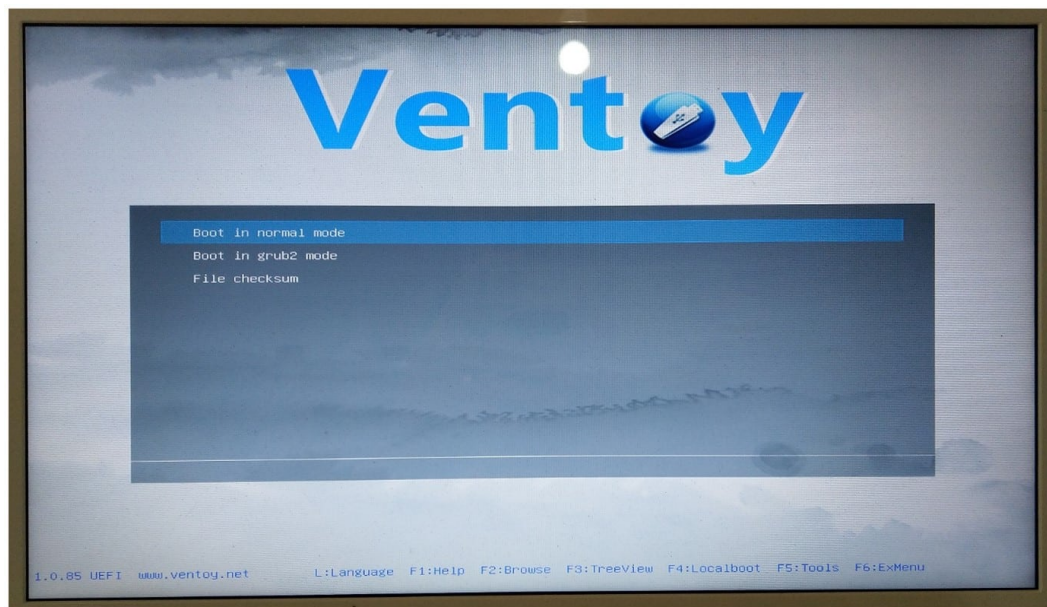 Ventoy
Boot in normal mode
Boot in grub2 mode
File checksum
1.0.85 UEFI www.ventoy.net L:Language F1:Help F2:Browse F3:TreeView F4:Localboot F5:Tools F6:ExMenu